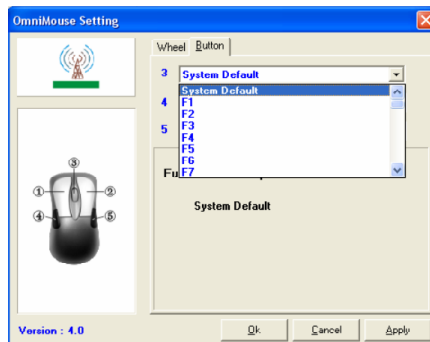 OmniMouse Setting
Wheel Button
3 System Default
System Default
F1
4
F2
F3
5
F4
F5
F6
Fu
F7
System Default
③
① ②
④ ⑤
Version : 4.0
Ok Cancel Apply